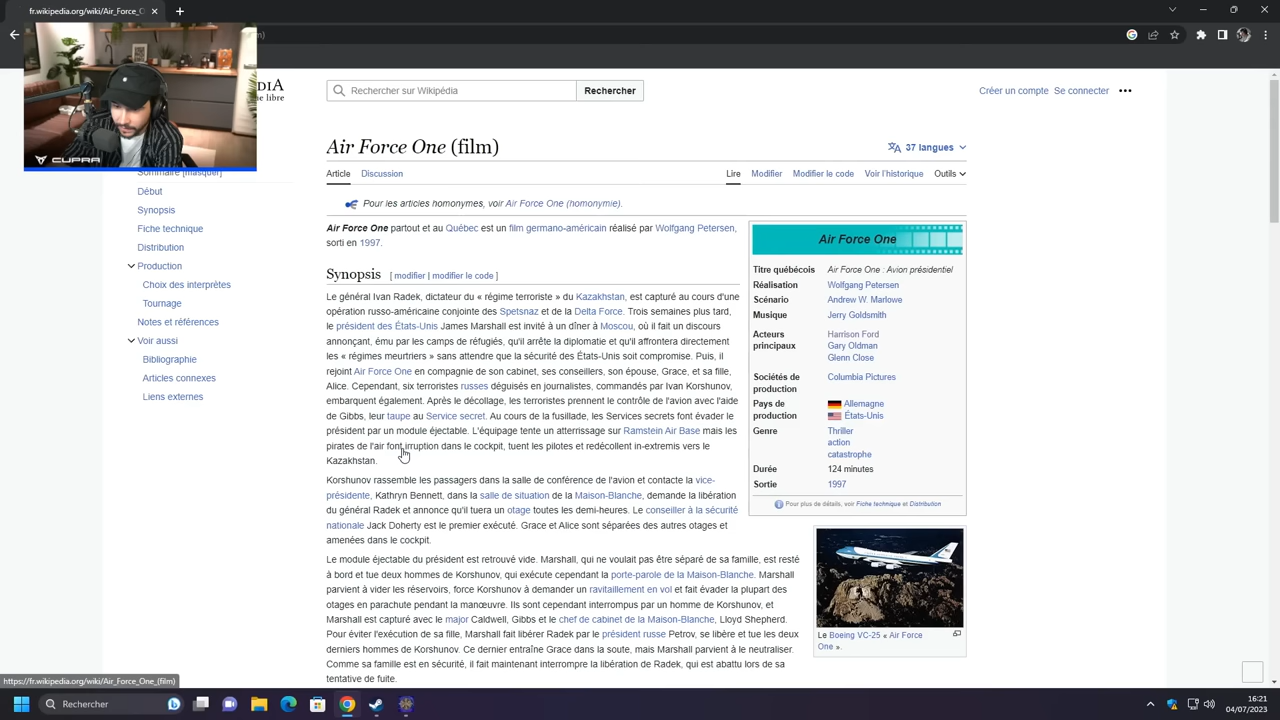 fr.wikipedia.org/wiki/Air_Force_O
m)
DIA
ne libre
Rechercher sur Wikipédia
Rechercher
Créer un compte Se connecter
CUPRA
Air Force One (film)
37 langues
Article Discussion
Lire Modifier Modifier le code Voir l'historique Outils
Sommaire [masquer]
Début
Synopsis
Fiche technique
Distribution
Production
Choix des interprètes
Tournage
Notes et références
Voir aussi
Bibliographie
Articles connexes
Liens externes
Pour les articles homonymes, voir Air Force One (homonymie).
Air Force One partout et au Québec est un film germano-américain réalisé par Wolfgang Petersen,
sorti en 1997.
Synopsis [ modifier | modifier le code ]
Le général Ivan Radek, dictateur du « régime terroriste » du Kazakhstan, est capturé au cours d'une
opération russo-américaine conjointe des Spetsnaz et de la Delta Force. Trois semaines plus tard,
le président des États-Unis James Marshall est invité à un dîner à Moscou, où il fait un discours
annonçant, ému par les camps de réfugiés, qu'il arrête la diplomatie et qu'il affrontera directement
les « régimes meurtriers » sans attendre que la sécurité des États-Unis soit compromise. Puis, il
rejoint Air Force One en compagnie de son cabinet, ses conseillers, son épouse, Grace, et sa fille,
Alice. Cependant, six terroristes russes déguisés en journalistes, commandés par Ivan Korshunov,
embarquent également. Après le décollage, les terroristes prennent le contrôle de l'avion avec l'aide
de Gibbs, leur taupe au Service secret. Au cours de la fusillade, les Services secrets font évader le
président par un module éjectable. L'équipage tente un atterrissage sur Ramstein Air Base mais les
pirates de l'air font irruption dans le cockpit, tuent les pilotes et redécollent in-extremis vers le
Kazakhstan.
Korshunov rassemble les passagers dans la salle de conférence de l'avion et contacte la vice-
présidente, Kathryn Bennett, dans la salle de situation de la Maison-Blanche, demande la libération
du général Radek et annonce qu'il tuera un otage toutes les demi-heures. Le conseiller à la sécurité
nationale Jack Doherty est le premier exécuté. Grace et Alice sont séparées des autres otages et
amenées dans le cockpit.
Le module éjectable du président est retrouvé vide. Marshall, qui ne voulait pas être séparé de sa famille, est resté
à bord et tue deux hommes de Korshunov, qui exécute cependant la porte-parole de la Maison-Blanche. Marshall
parvient à vider les réservoirs, force Korshunov à demander un ravitaillement en vol et fait évader la plupart des
otages en parachute pendant la manœuvre. Ils sont cependant interrompus par un homme de Korshunov, et
Marshall est capturé avec le major Caldwell, Gibbs et le chef de cabinet de la Maison-Blanche, Lloyd Shepherd.
Pour éviter l'exécution de sa fille, Marshall fait libérer Radek par le président russe Petrov, se libère et tue les deux
derniers hommes de Korshunov. Ce dernier entraîne Grace dans la soute, mais Marshall parvient à le neutraliser.
Comme sa famille est en sécurité, il fait maintenant interrompre la libération de Radek, qui est abattu lors de sa
tentative de fuite.
Air Force One
Titre québécois Air Force One : Avion présidentiel
Réalisation Wolfgang Petersen
Scénario Andrew W. Marlowe
Musique Jerry Goldsmith
Acteurs principaux Harrison Ford
Gary Oldman
Glenn Close
Sociétés de production Columbia Pictures
Pays de production Allemagne
États-Unis
Genre Thriller
action
catastrophe
Durée 124 minutes
Sortie 1997
Pour plus de détails, voir Fiche technique et Distribution
Le Boeing VC-25 « Air Force
One ».
https://fr.wikipedia.org/wiki/Air_Force_One_(film)
Rechercher
16:21
04/07/2023